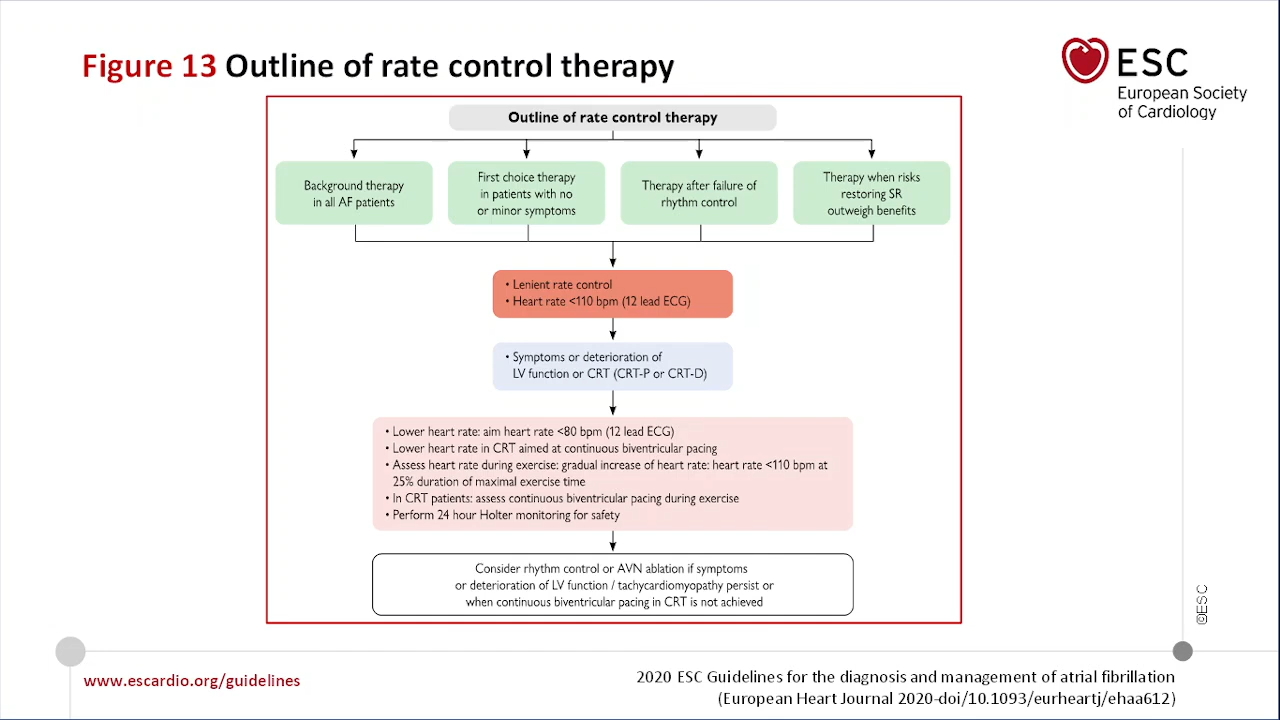 Figure 13 Outline of rate control therapy
ESC
European Society
of Cardiology
Outline of rate control therapy
Background therapy
in all AF patients
First choice therapy
in patients with no
or minor symptoms
Therapy after failure of
rhythm control
Therapy when risks
restoring SR
outweigh benefits
• Lenient rate control
• Heart rate <110 bpm (12 lead ECG)
• Symptoms or deterioration of
LV function or CRT (CRT-P or CRT-D)
• Lower heart rate: aim heart rate <80 bpm (12 lead ECG)
• Lower heart rate in CRT aimed at continuous biventricular pacing
• Assess heart rate during exercise: gradual increase of heart rate: heart rate <110 bpm at
25% duration of maximal exercise time
• In CRT patients: assess continuous biventricular pacing during exercise
• Perform 24 hour Holter monitoring for safety
Consider rhythm control or AVN ablation if symptoms
or deterioration of LV function / tachycardiomyopathy persist or
when continuous biventricular pacing in CRT is not achieved
©ESC
www.escardio.org/guidelines
2020 ESC Guidelines for the diagnosis and management of atrial fibrillation
(European Heart Journal 2020-doi/10.1093/eurheartj/ehaa612)